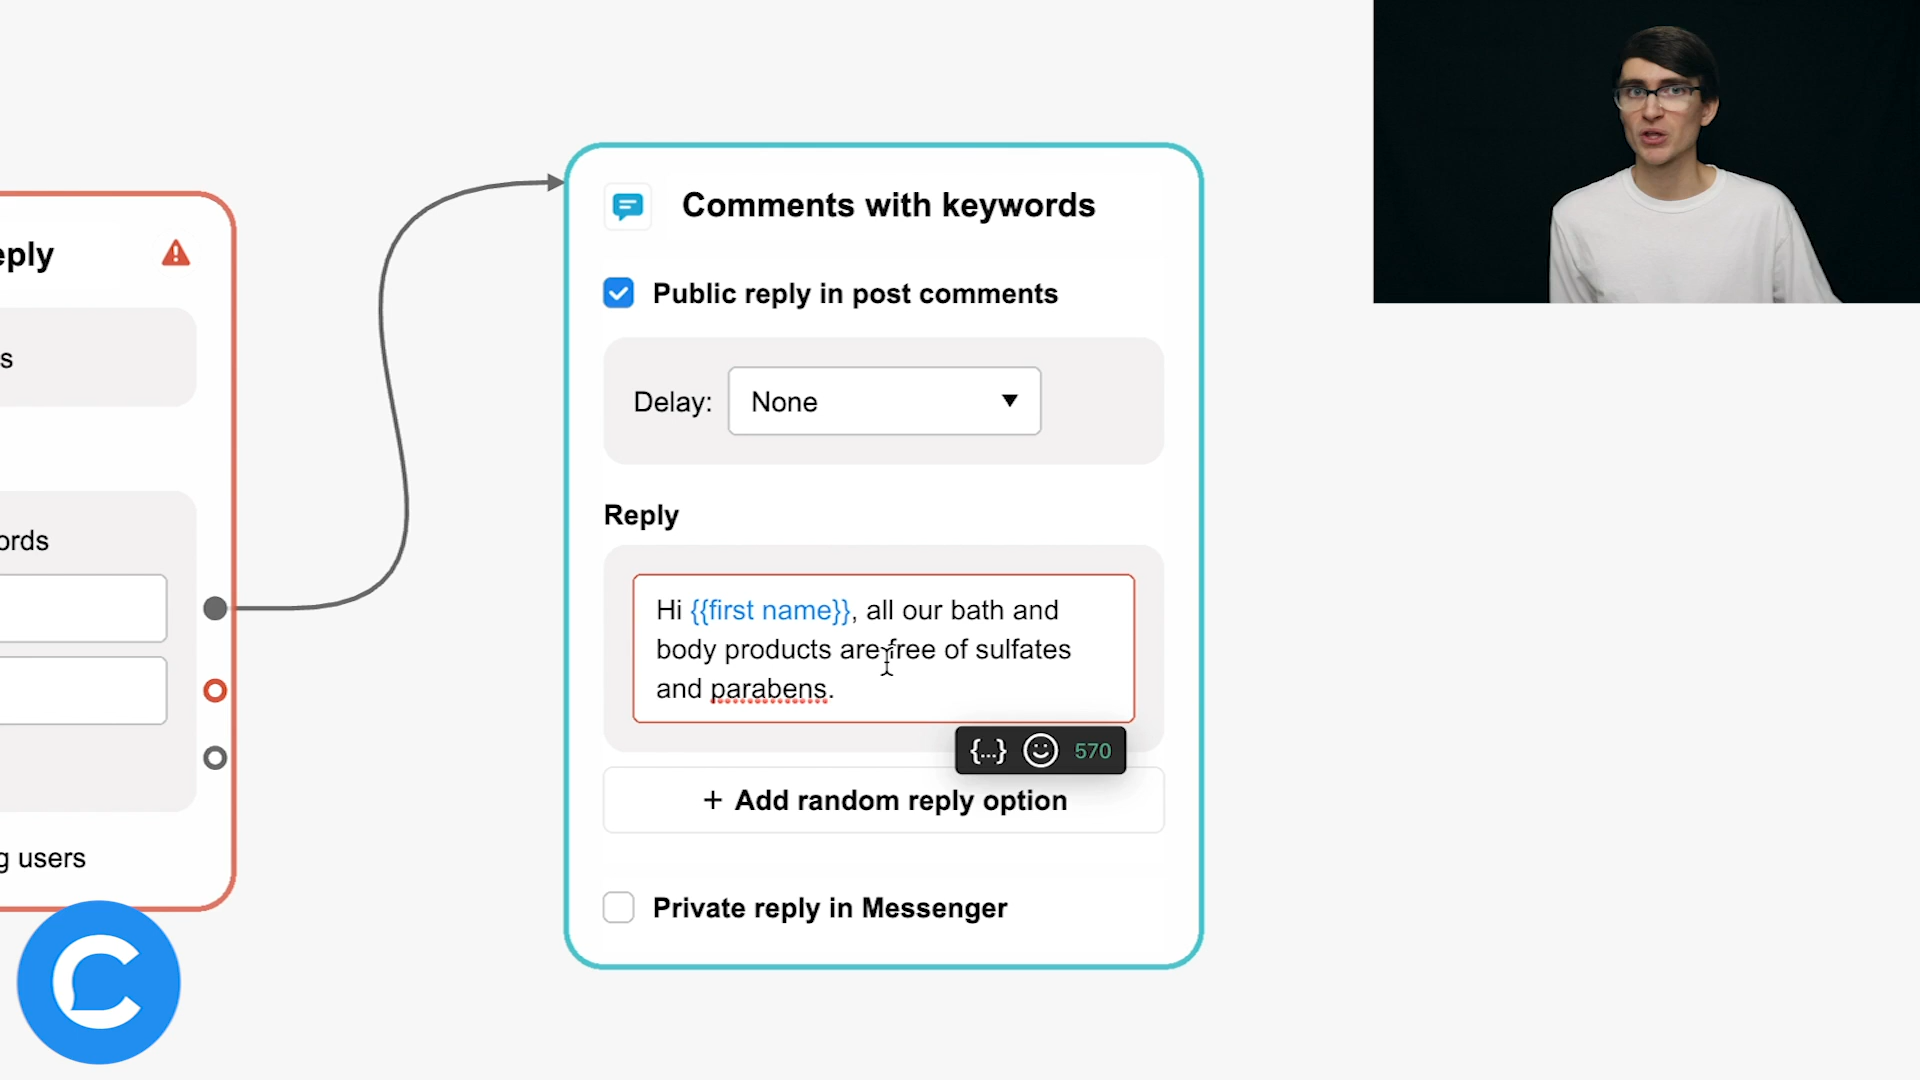 eply
s
ords
g users
Comments with keywords
Public reply in post comments
Delay: None
Reply
Hi {{first name}}, all our bath and
body products are free of sulfates
and parabens.
{...} 570
+ Add random reply option
Private reply in Messenger